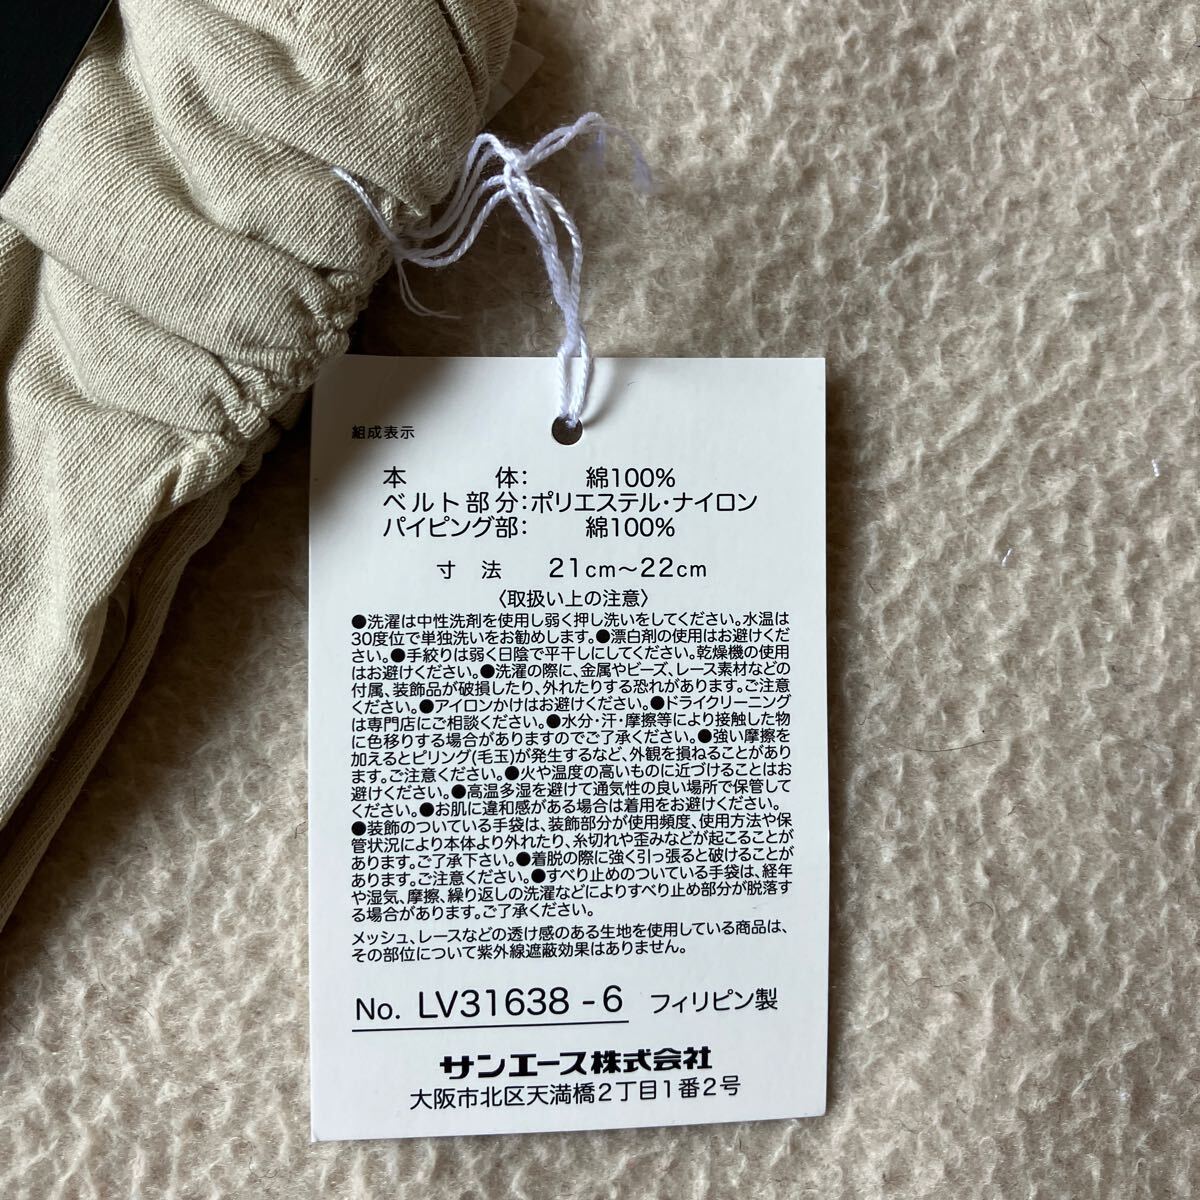 組成表示
本体: 綿100%
ベルト部分:ポリエステル・ナイロン
パイピング部: 綿100%
寸法 21cm～22cm
〈取扱い上の注意〉
●洗濯は中性洗剤を使用し弱く押し洗いをしてください。水温は
30度位で単独洗いをお勧めします。●漂白剤の使用はお避けくだ
さい。●手絞りは弱く日陰で平干しにしてください。乾燥機の使用
はお避けください。●洗濯の際に、金属やビーズ、レース素材などの
付属、装飾品が破損したり、外れたりする恐れがあります。ご注意
ください。●アイロンかけはお避けください。●ドライクリーニング
は専門店にご相談ください。●水分・汗・摩擦等により接触した物
に色移りする場合がありますのでご了承ください。●強い摩擦を
加えるとピリング(毛玉)が発生するなど、外観を損ねることがあり
ます。ご注意ください。●火や温度の高いものに近づけることはお
避けください。●高温多湿を避けて通気性の良い場所で保管して
ください。●お肌に違和感がある場合は着用をお避けください。
●装飾のついている手袋は、装飾部分が使用頻度、使用方法や保
管状況により本体より外れたり、糸切れや歪みなどが起こることが
あります。ご了承下さい。●着脱の際に強く引っ張ると破けることが
あります。ご注意ください。●すべり止めのついている手袋は、経年
や湿気、摩擦、繰り返しの洗濯などによりすべり止め部分が脱落す
る場合があります。ご了承ください。
メッシュ、レースなどの透け感のある生地を使用している商品は、
その部位について紫外線遮蔽効果はありません。
No. LV31638 -6 フィリピン製
サンエース株式会社
大阪市北区天満橋2丁目1番2号